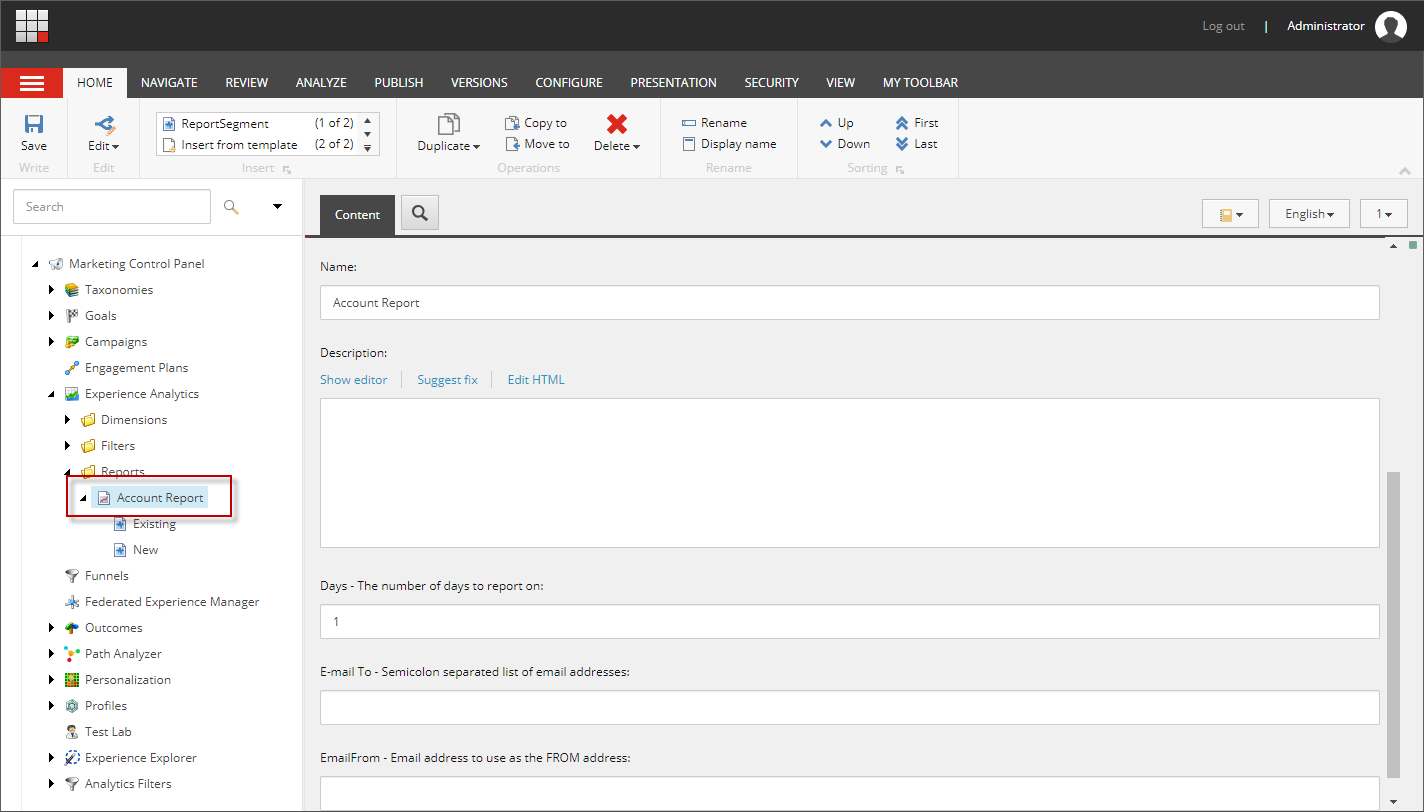 Log out | Administrator
HOME NAVIGATE REVIEW ANALYZE PUBLISH VERSIONS CONFIGURE PRESENTATION SECURITY VIEW MY TOOLBAR
Save
Write
Edit
Edit
ReportSegment (1 of 2)
Insert from template (2 of 2)
Insert
Duplicate
Copy to
Move to
Delete
Operations
Rename
Display name
Rename
Up
Down
First
Last
Sorting
Search
Content
English
1
Marketing Control Panel
Taxonomies
Goals
Campaigns
Engagement Plans
Experience Analytics
Dimensions
Filters
Reports
Account Report
Existing
New
Funnels
Federated Experience Manager
Outcomes
Path Analyzer
Personalization
Profiles
Test Lab
Experience Explorer
Analytics Filters
Name:
Account Report
Description:
Show editor
Suggest fix
Edit HTML
Days - The number of days to report on:
1
E-mail To - Semicolon separated list of email addresses:
EmailFrom - Email address to use as the FROM address: